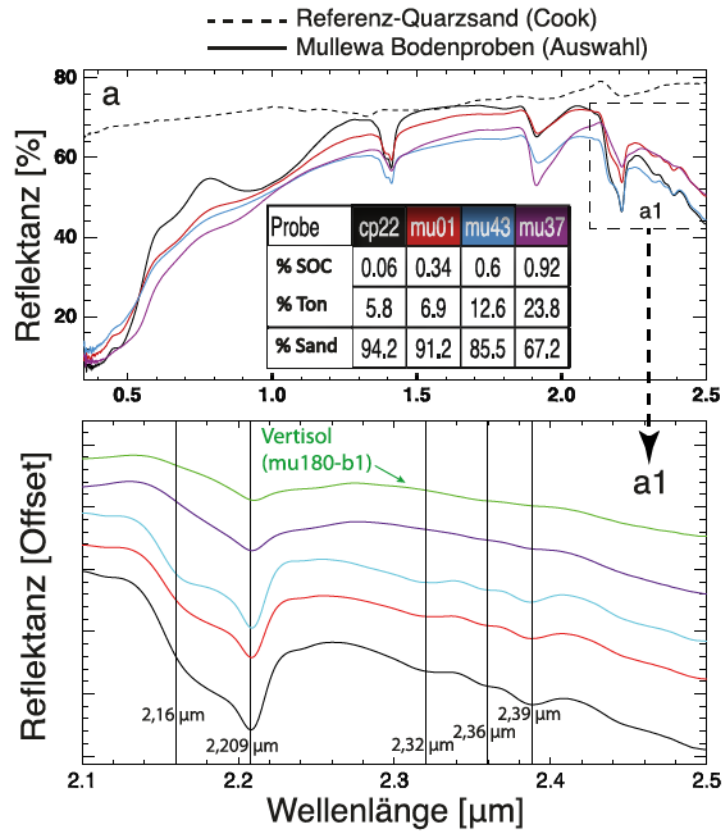 Referenz-Quarzsand (Cook)
Mullewa Bodenproben (Auswahl)
a
Reflektanz [%]
80
60
40
20
Probe cp22 mu01 mu43 mu37
% SOC 0.06 0.34 0.6 0.92
% Ton 5.8 6.9 12.6 23.8
% Sand 94.2 91.2 85.5 67.2
a1
0.5 1.0 1.5 2.0 2.5
a1
Vertisol
(mu180-b1)
Reflektanz [Offset]
2,16 µm
2,209 µm
2,32 µm
2,36 µm
2,39 µm
2.1 2.2 2.3 2.4 2.5
Wellenlänge [µm]